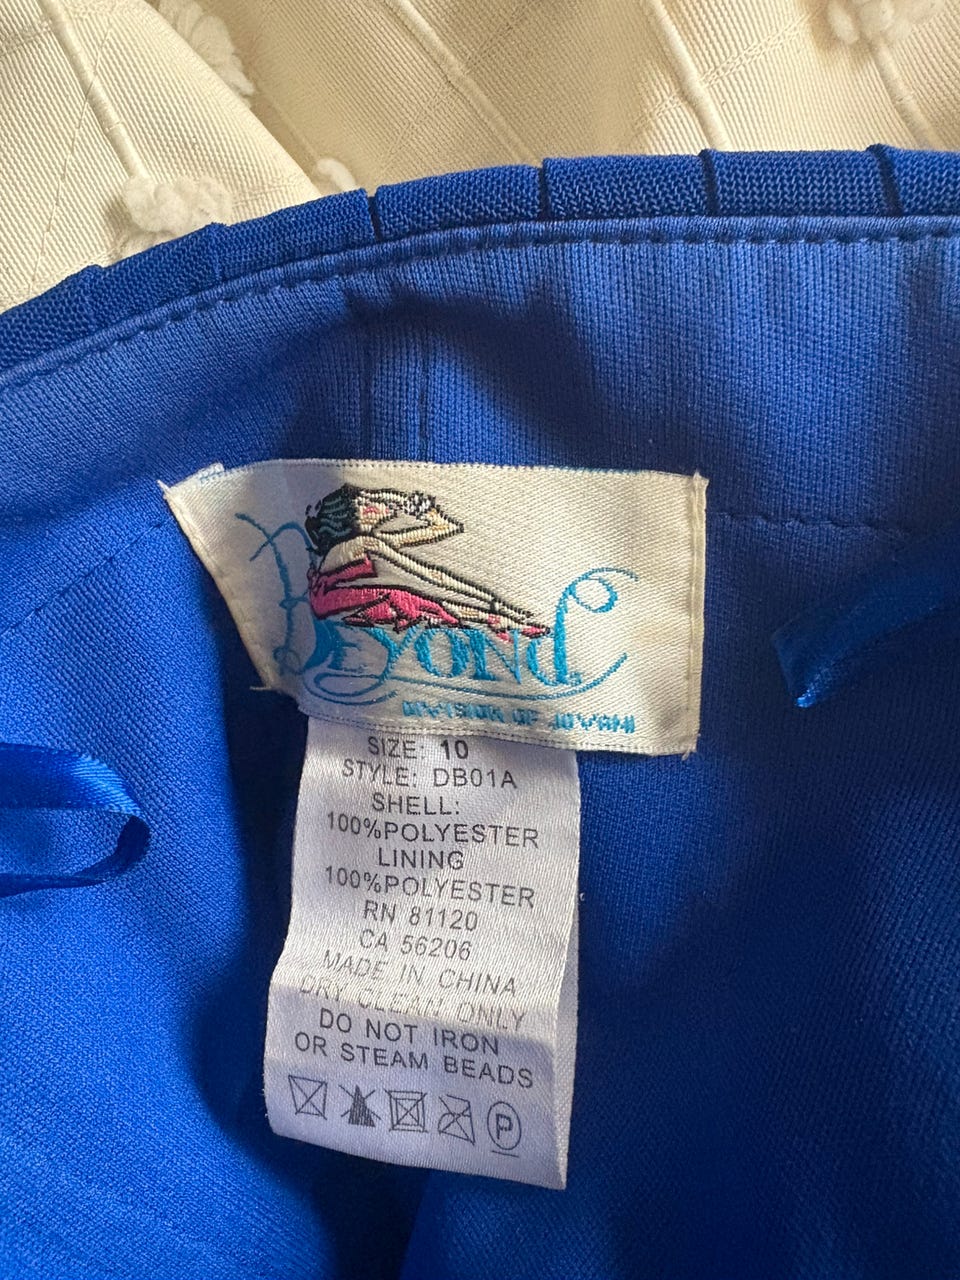 BEYOND
DIVISION OF JOVANI
SIZE: 10
STYLE: DB01A
SHELL:
100%POLYESTER
LINING
100%POLYESTER
RN 81120
CA 56206
MADE IN CHINA
DRY CLEAN ONLY
DO NOT IRON
OR STEAM BEADS
P